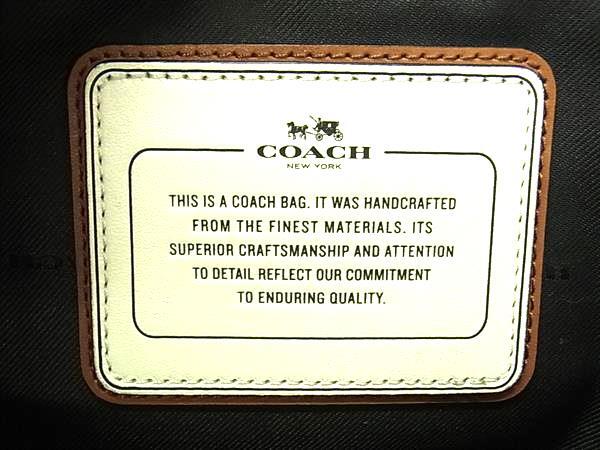 COACH
NEW YORK
THIS IS A COACH BAG. IT WAS HANDCRAFTED
FROM THE FINEST MATERIALS. ITS
SUPERIOR CRAFTSMANSHIP AND ATTENTION
TO DETAIL REFLECT OUR COMMITMENT
TO ENDURING QUALITY.